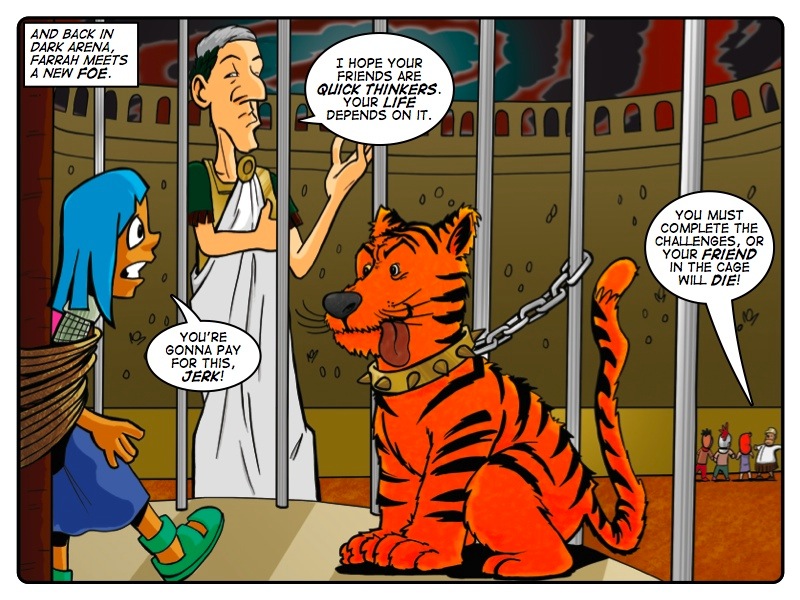 AND BACK IN
DARK ARENA,
FARRAH MEETS
A NEW FOE.
I HOPE YOUR
FRIENDS ARE
QUICK THINKERS.
YOUR LIFE
DEPENDS ON IT.
YOU'RE
GONNA PAY
FOR THIS,
JERK!
YOU MUST
COMPLETE THE
CHALLENGES, OR
YOUR FRIEND
IN THE CAGE
WILL DIE!